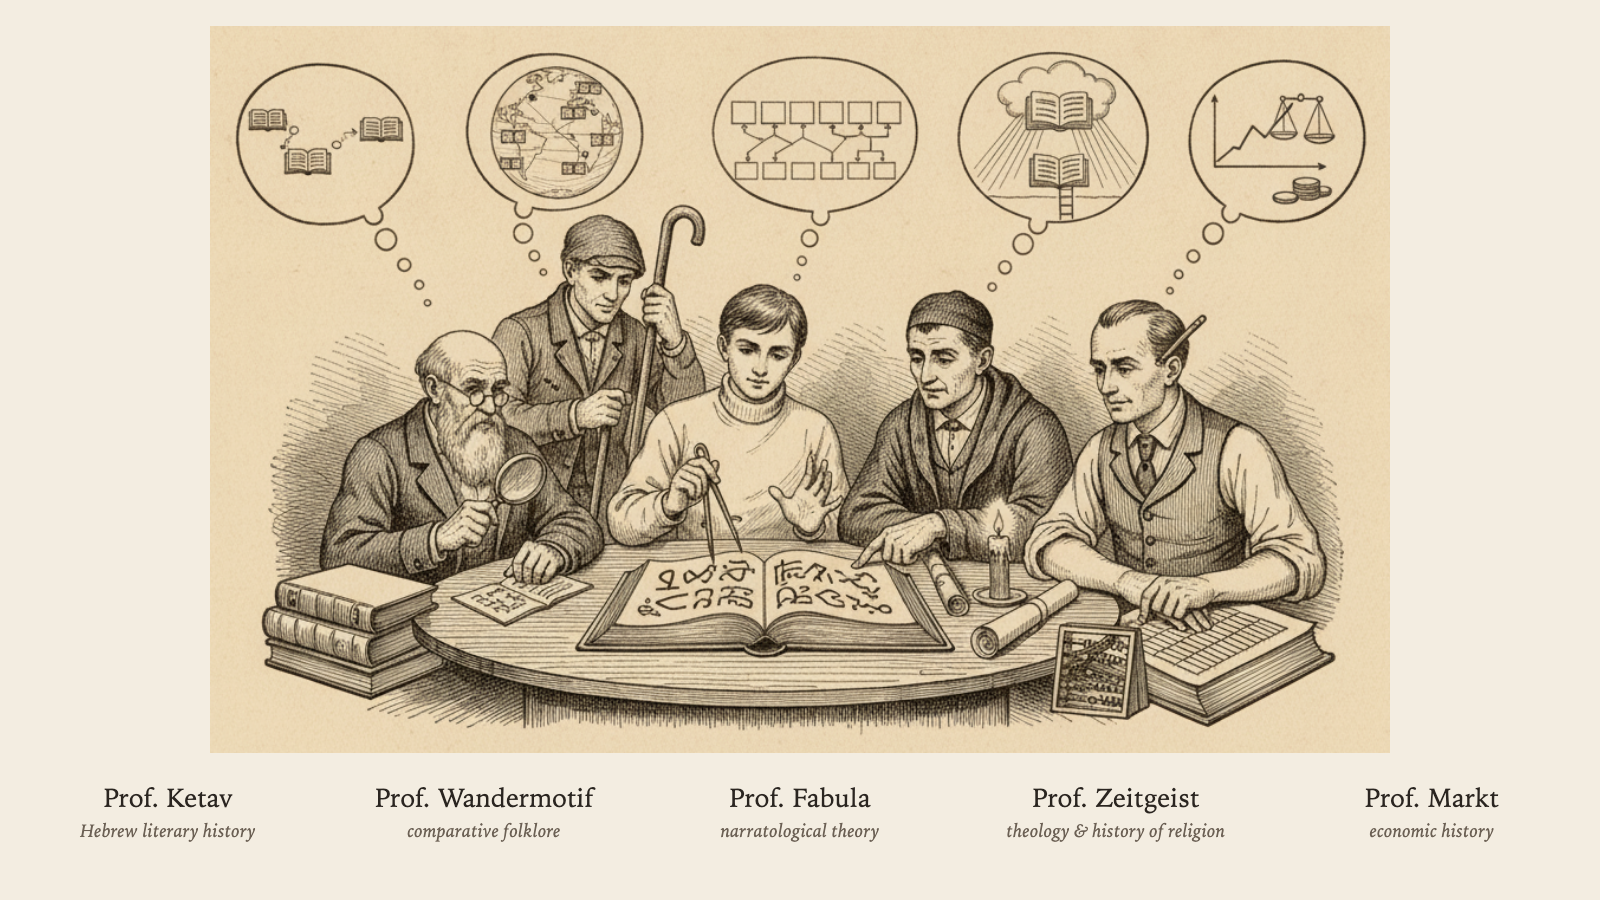 Prof. Ketav
Hebrew literary history
Prof. Wandermotif
comparative folklore
Prof. Fabula
narratological theory
Prof. Zeitgeist
theology & history of religion
Prof. Markt
economic history